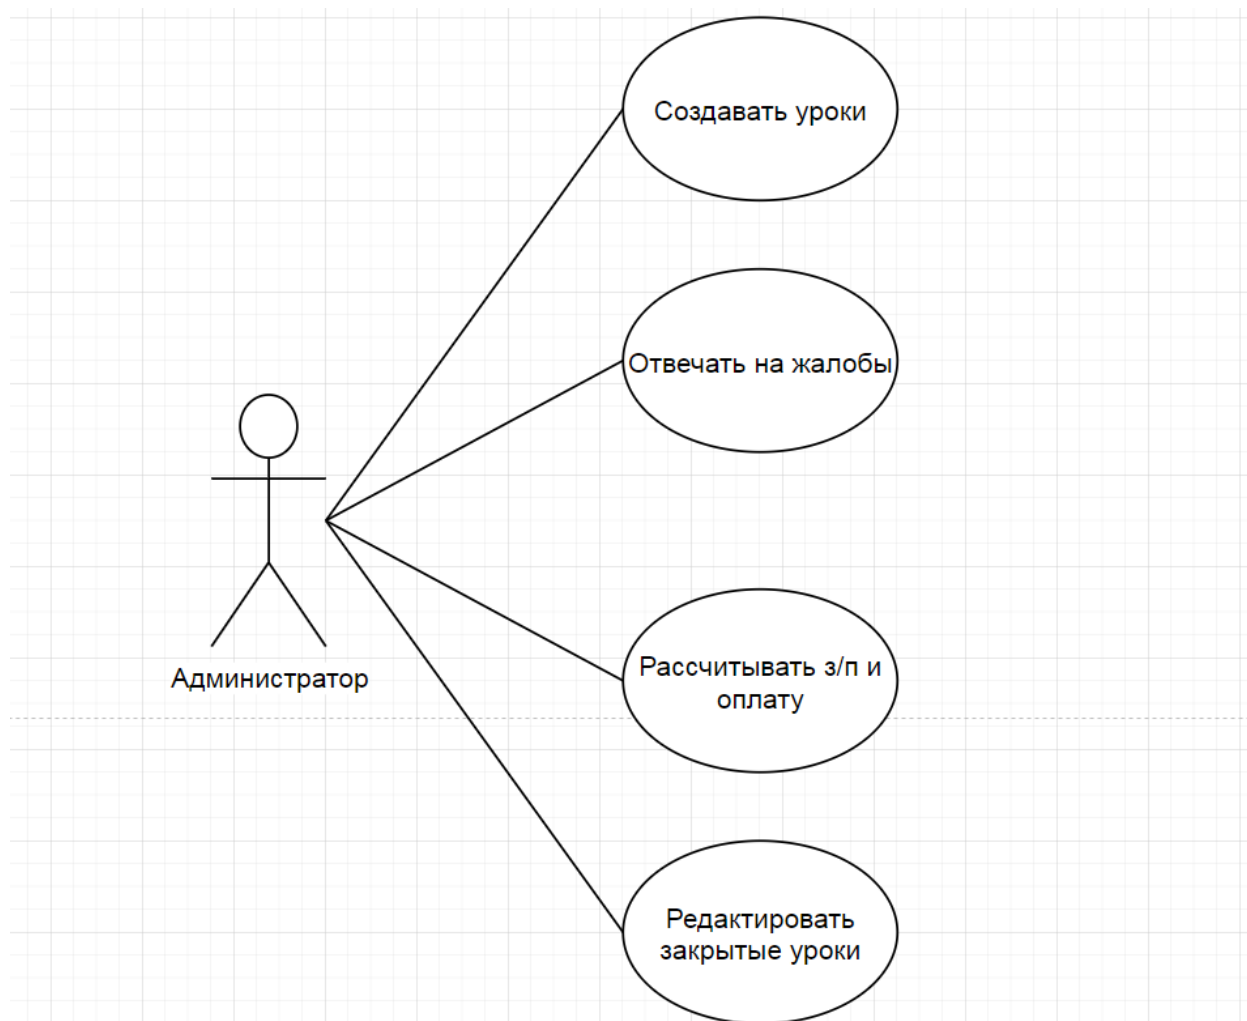 Создавать уроки
Отвечать на жалобы
Администратор
Рассчитывать з/п и
оплату
Редактировать
закрытые уроки